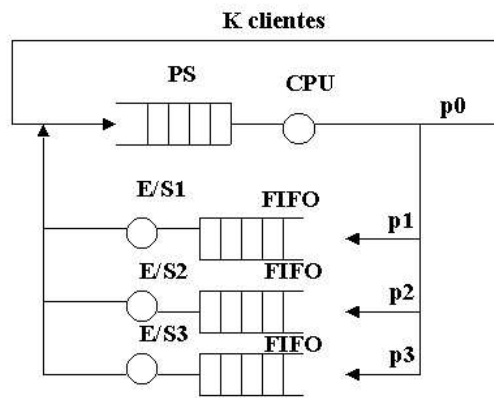 K clientes
PS
CPU
p0
E/S1
FIFO
p1
E/S2
FIFO
p2
E/S3
FIFO
p3